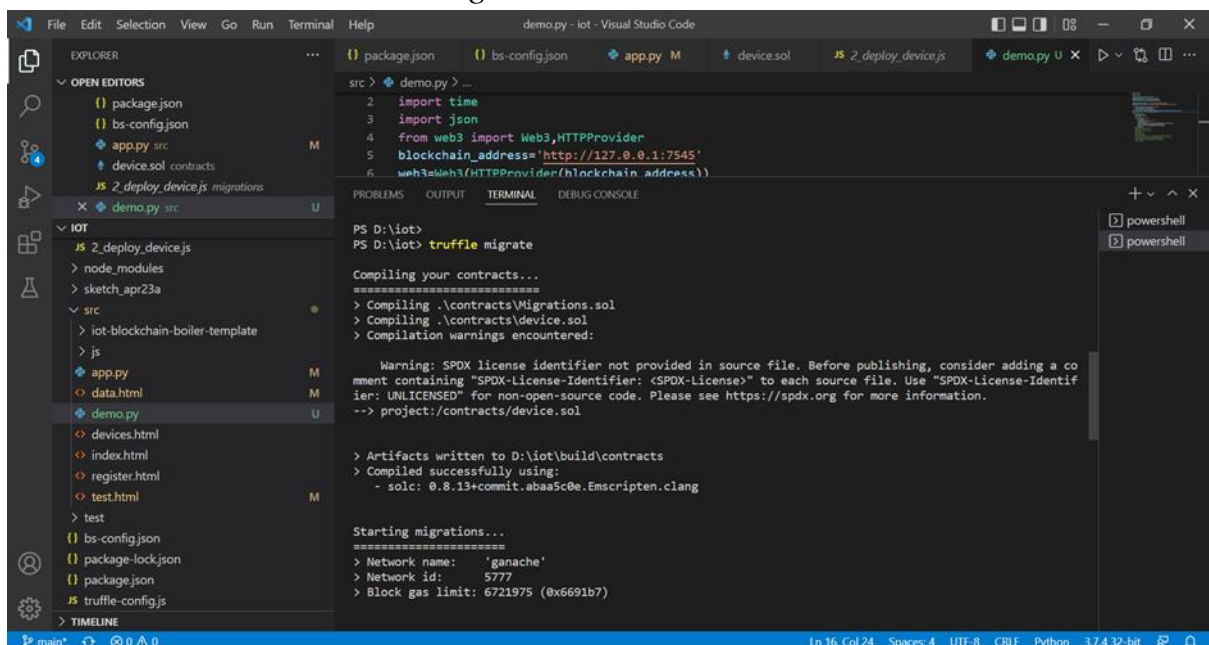 File Edit Selection View Go Run Terminal Help demo.py - iot - Visual Studio Code
EXPLORER
OPEN EDITORS
{} package.json
{} bs-config.json
app.py src M
device.sol contracts
JS 2_deploy_device.js migrations
demo.py src U
IOT
JS 2_deploy_device.js
node_modules
sketch_apr23a
src
iot-blockchain-boiler-template
js
app.py M
data.html M
demo.py U
devices.html
index.html
register.html
test.html M
test
{} bs-config.json
{} package-lock.json
{} package.json
JS truffle-config.js
TIMELINE
{} package.json {} bs-config.json app.py M device.sol JS 2_deploy_device.js demo.py U
src > demo.py > ...
2 import time
3 import json
4 from web3 import Web3,HTTPProvider
5 blockchain_address='http://127.0.0.1:7545'
6 web3=Web3(HTTPProvider(blockchain_address))
PROBLEMS OUTPUT TERMINAL DEBUG CONSOLE
powershell
powershell
PS D:\iot>
PS D:\iot> truffle migrate
Compiling your contracts...
===========================
> Compiling .\contracts\Migrations.sol
> Compiling .\contracts\device.sol
> Compilation warnings encountered:
Warning: SPDX license identifier not provided in source file. Before publishing, consider adding a co
mment containing "SPDX-License-Identifier: <SPDX-License>" to each source file. Use "SPDX-License-Identif
ier: UNLICENSED" for non-open-source code. Please see https://spdx.org for more information.
--> project:/contracts/device.sol
> Artifacts written to D:\iot\build\contracts
> Compiled successfully using:
- solc: 0.8.13+commit.abaa5c0e.Emscripten.clang
Starting migrations...
======================
> Network name: 'ganache'
> Network id: 5777
> Block gas limit: 6721975 (0x6691b7)
main* 0 0 Ln 16, Col 24 Spaces: 4 UTF-8 CRLF Python 3.7.4 32-bit